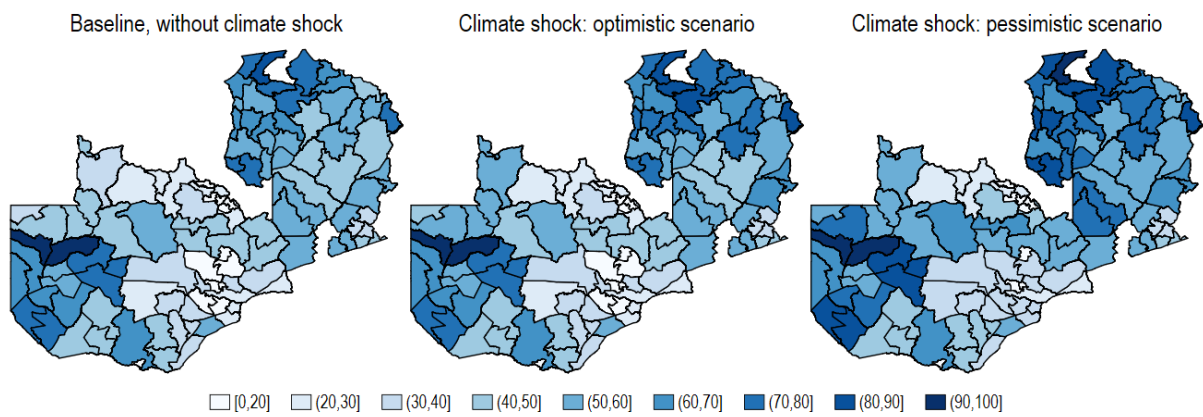 Baseline, without climate shock
Climate shock: optimistic scenario
Climate shock: pessimistic scenario
[0,20] (20,30] (30,40] (40,50] (50,60] (60,70] (70,80] (80,90] (90,100]